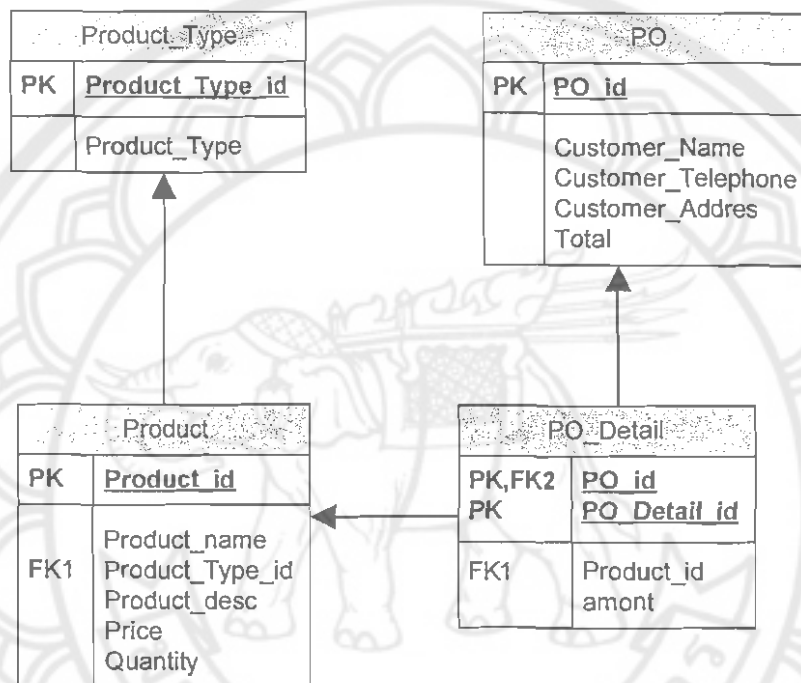 Product_Type
PK Product_Type_id
Product_Type
PO
PK PO_id
Customer_Name
Customer_Telephone
Customer_Addres
Total
Product
PK Product_id
Product_name
FK1 Product_Type_id
Product_desc
Price
Quantity
PO_Detail
PK,FK2 PO_id
PK PO_Detail_id
FK1 Product_id
amont